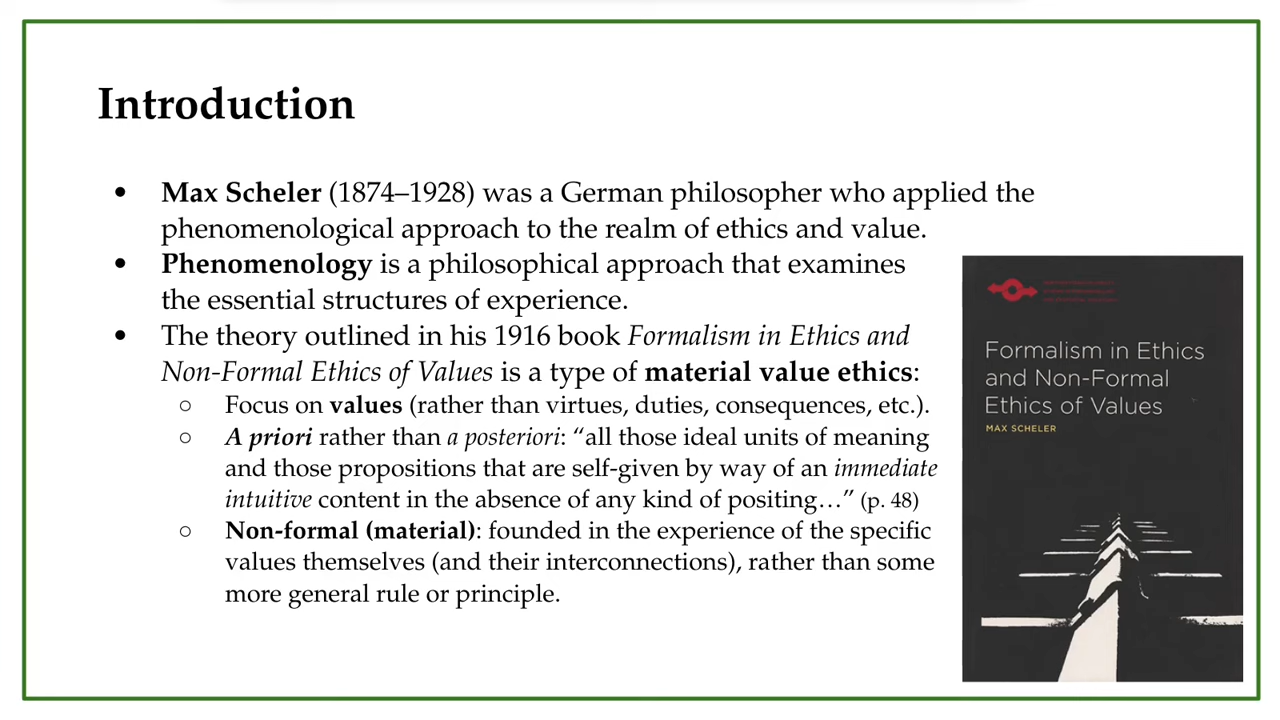 Introduction
● Max Scheler (1874–1928) was a German philosopher who applied the
phenomenological approach to the realm of ethics and value.
● Phenomenology is a philosophical approach that examines
the essential structures of experience.
● The theory outlined in his 1916 book Formalism in Ethics and
Non-Formal Ethics of Values is a type of material value ethics:
○ Focus on values (rather than virtues, duties, consequences, etc.).
○ A priori rather than a posteriori: “all those ideal units of meaning
and those propositions that are self-given by way of an immediate
intuitive content in the absence of any kind of positing…” (p. 48)
○ Non-formal (material): founded in the experience of the specific
values themselves (and their interconnections), rather than some
more general rule or principle.
Formalism in Ethics
and Non-Formal
Ethics of Values
MAX SCHELER